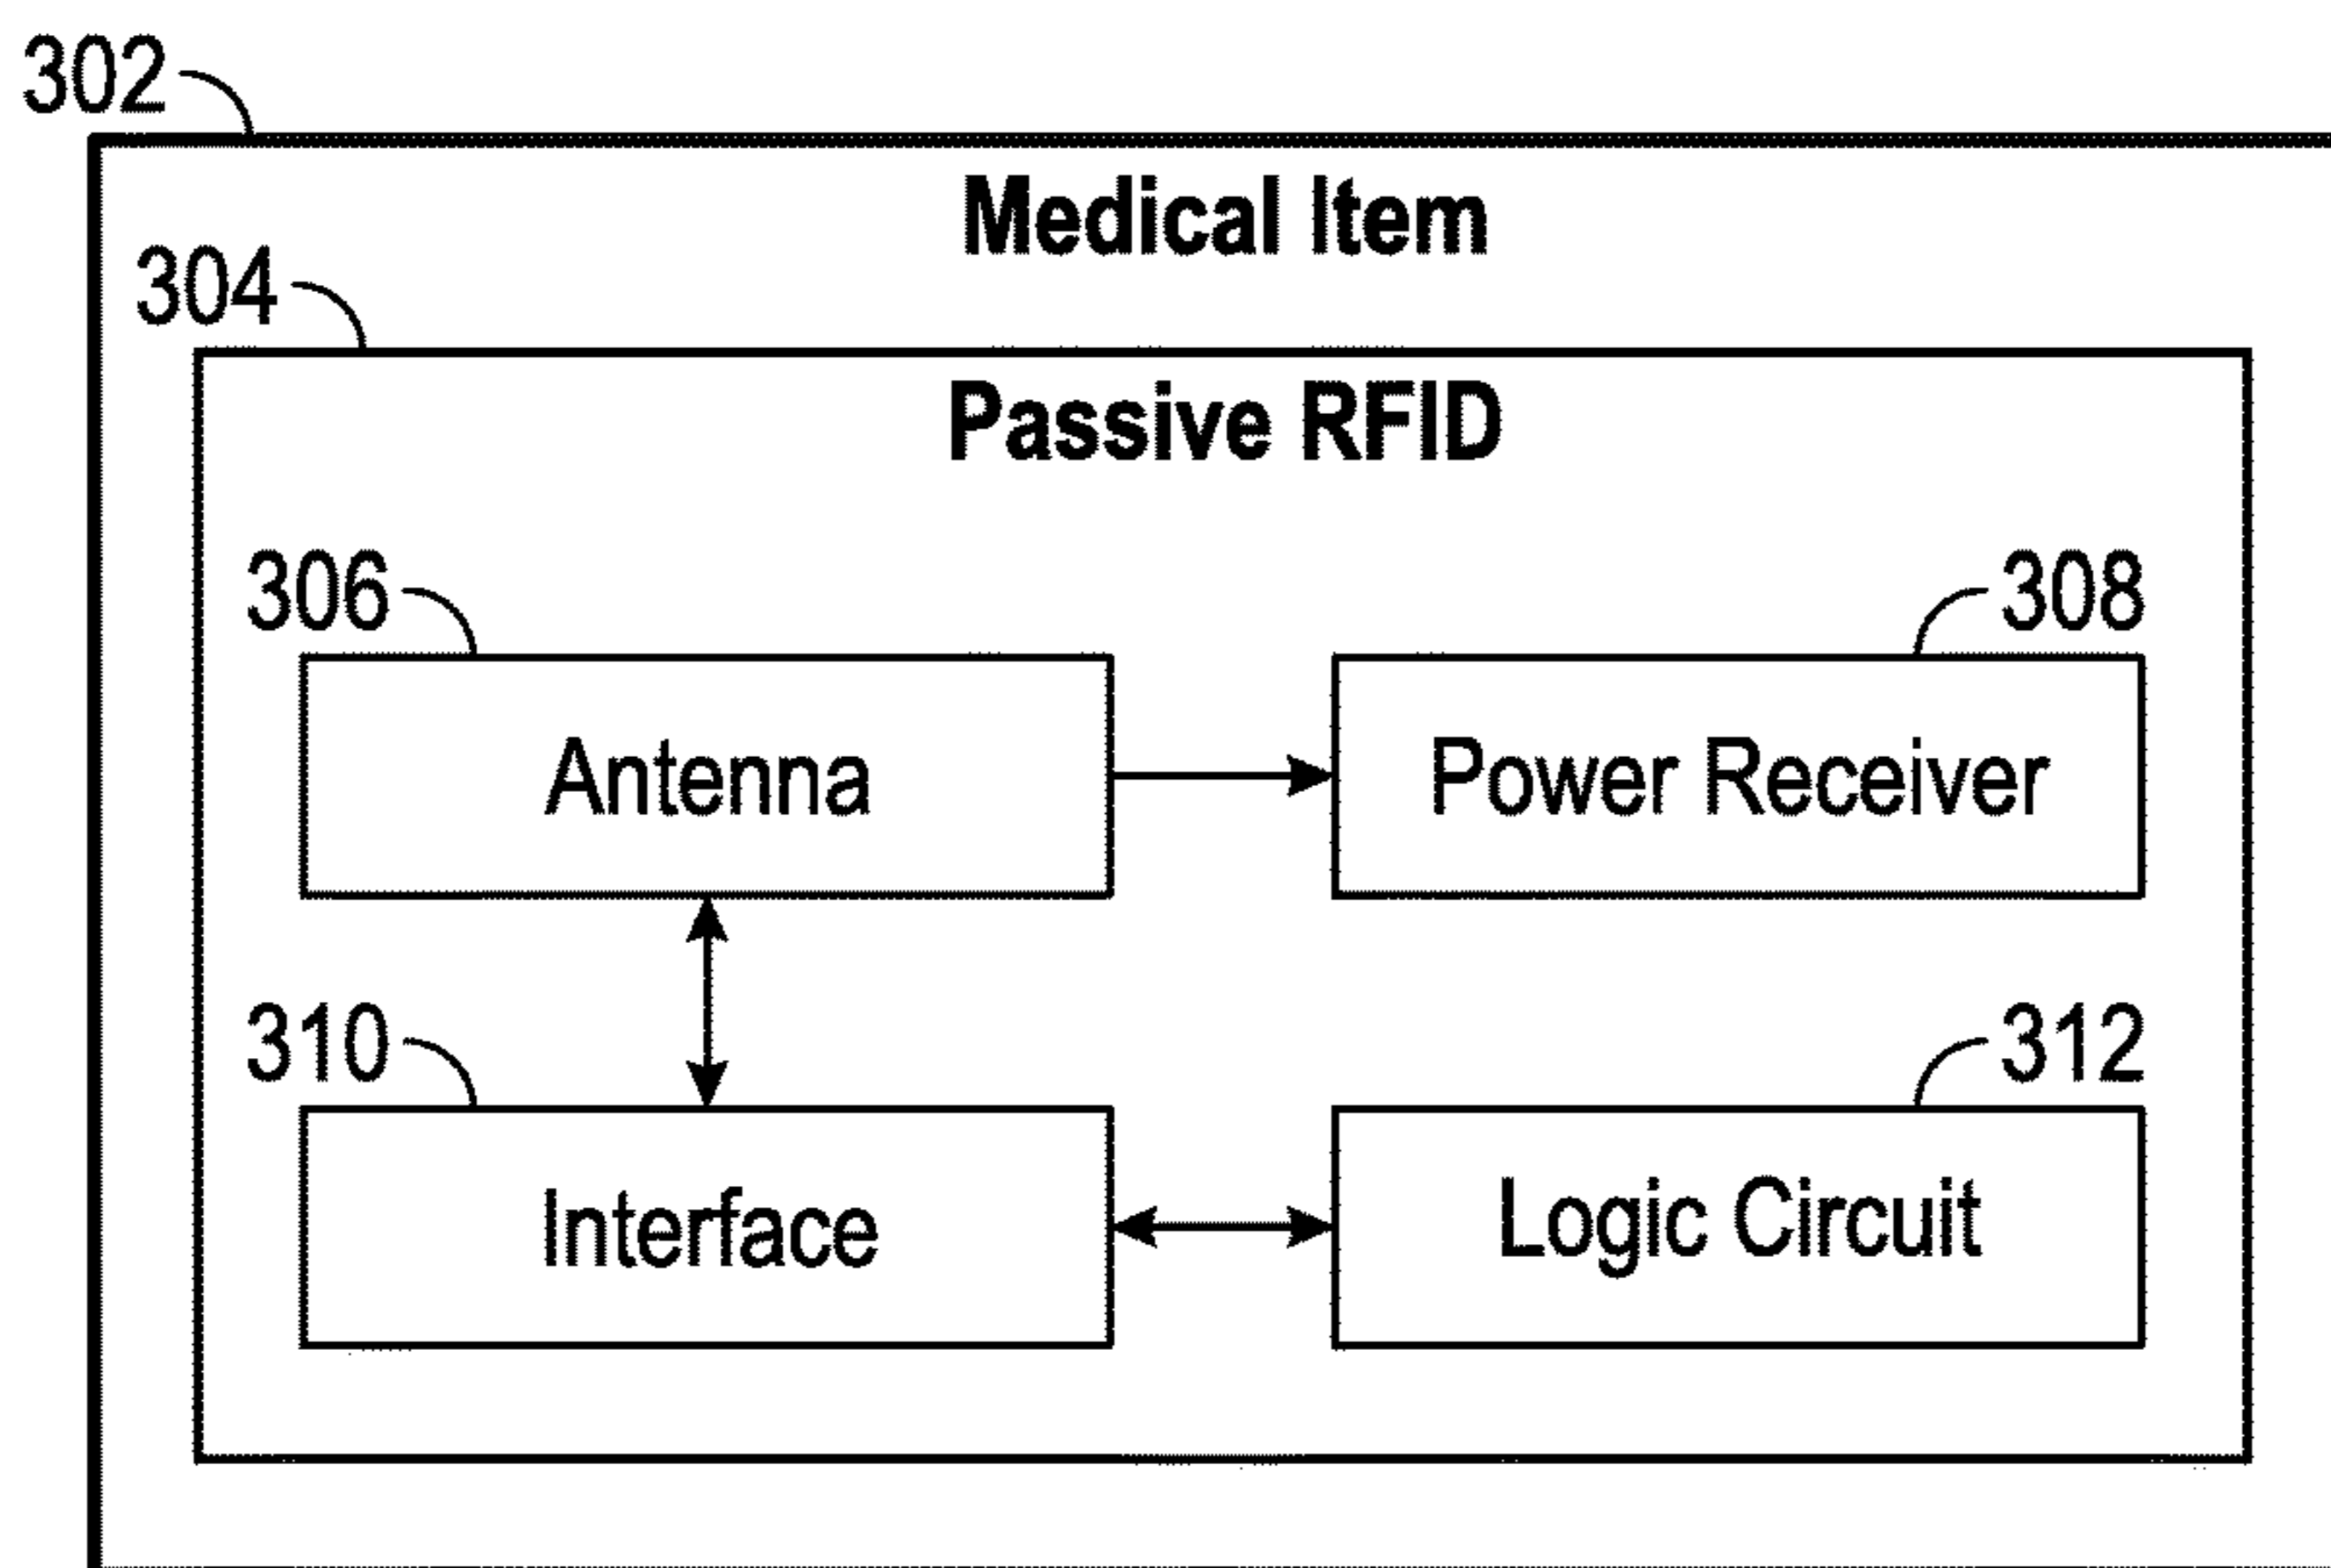 302
Medical Item
304
Passive RFID
306
308
Antenna
Power Receiver
310
312
Interface
Logic Circuit